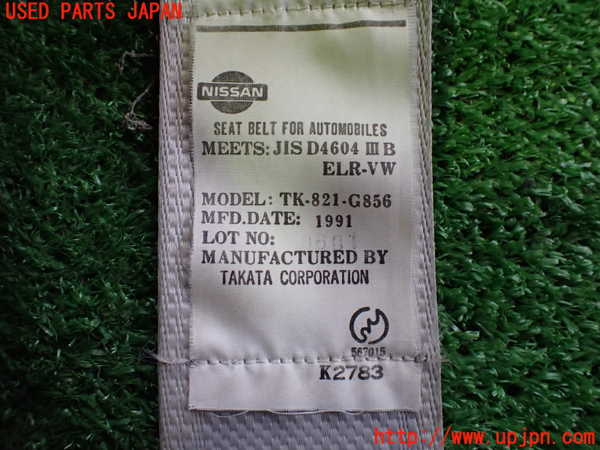 USED PARTS JAPAN
NISSAN
SEAT BELT FOR AUTOMOBILES
MEETS: JIS D4604 Ⅲ B
ELR-VW
MODEL: TK-821-G856
MFD.DATE: 1991
LOT NO:
MANUFACTURED BY
TAKATA CORPORATION
567015
K2783
http://www.upjpn.com/